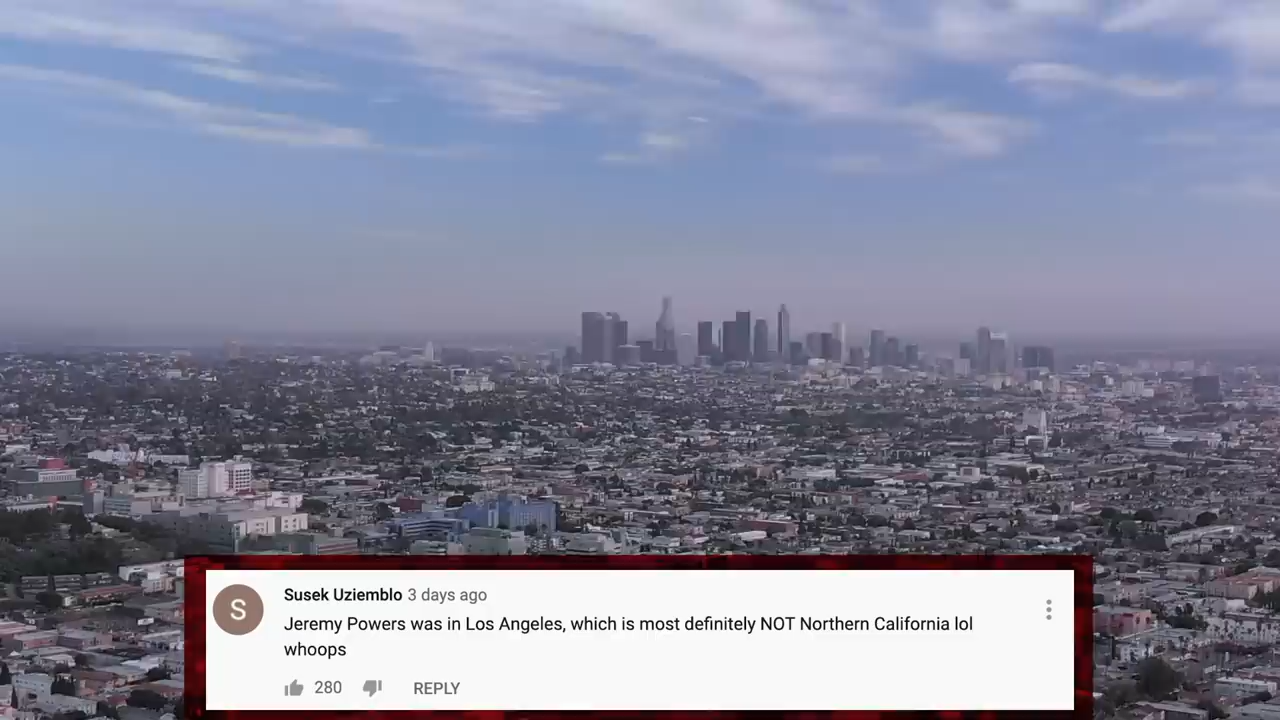 S
Susek Uziemblo 3 days ago
Jeremy Powers was in Los Angeles, which is most definitely NOT Northern California lol
whoops
280 REPLY